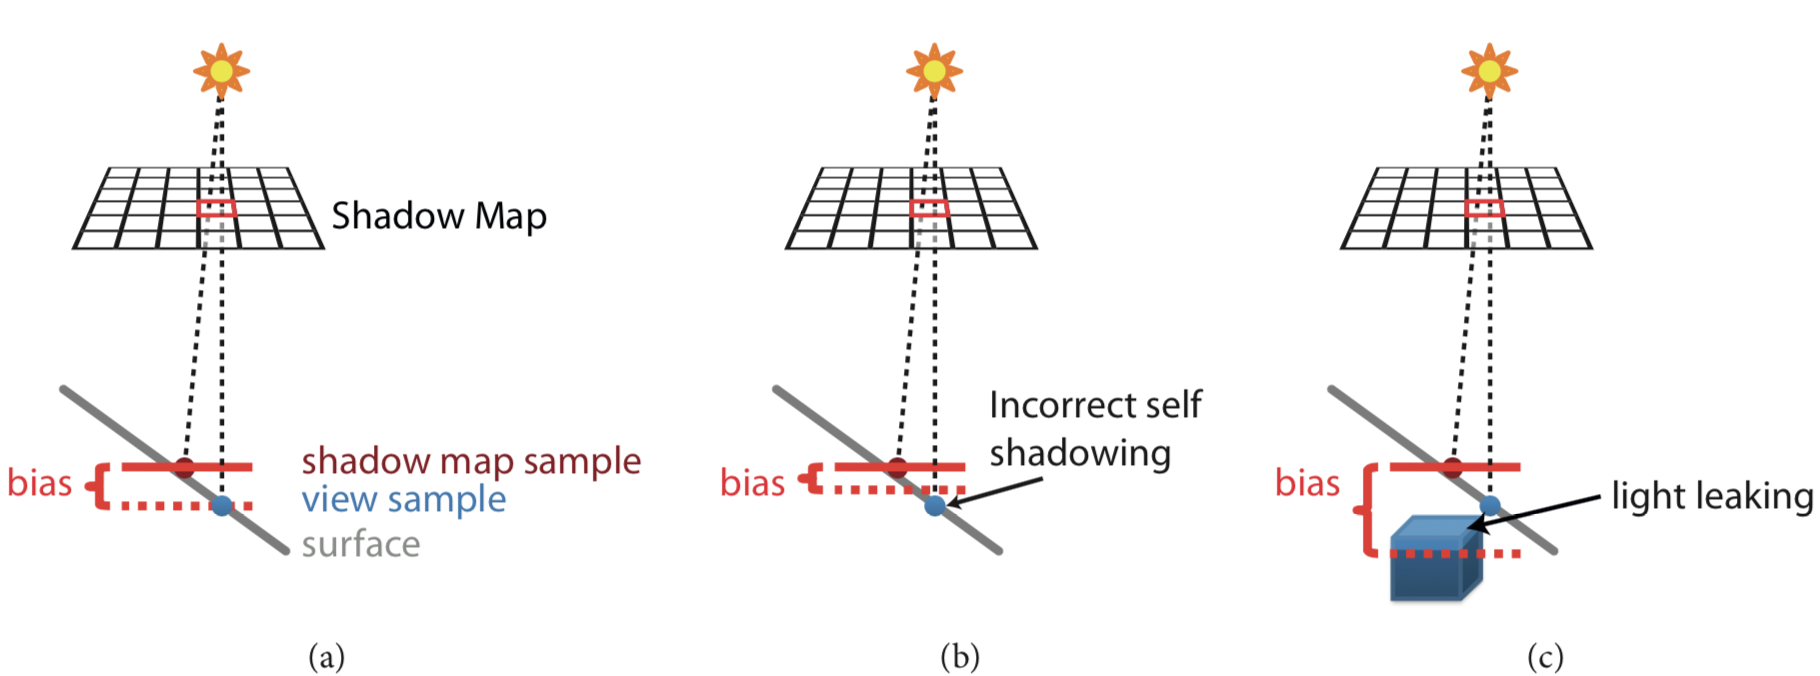 Shadow Map
bias
shadow map sample
view sample
surface
(a)
Incorrect self
shadowing
bias
(b)
bias
light leaking
(c)